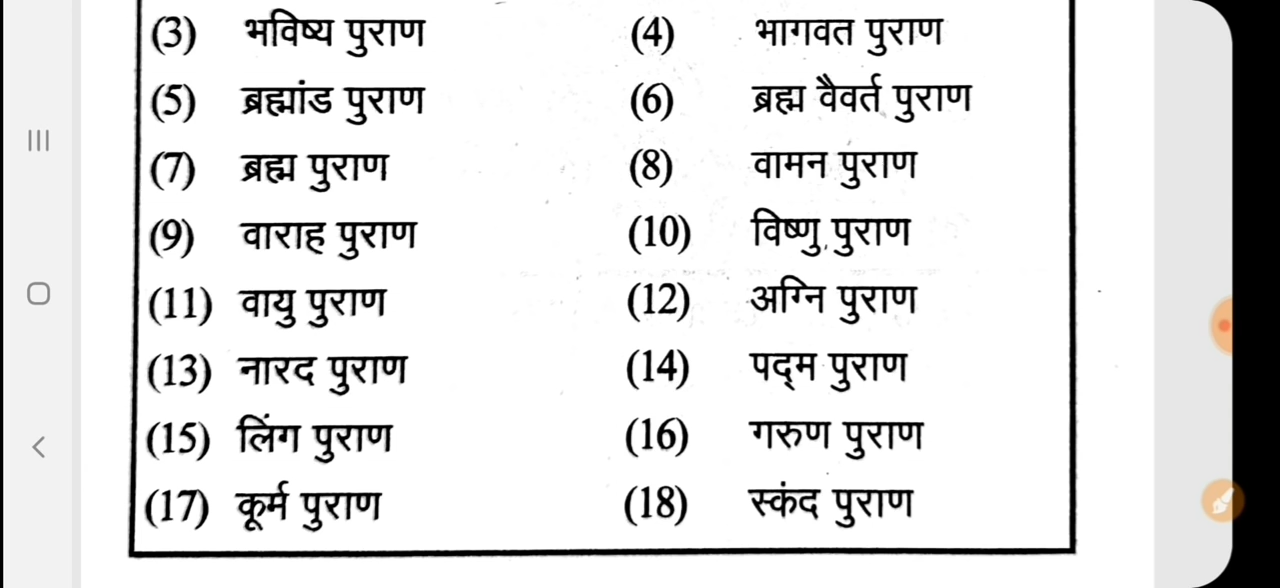 (3) भविष्य पुराण (4) भागवत पुराण
(5) ब्रह्मांड पुराण (6) ब्रह्म वैवर्त पुराण
(7) ब्रह्म पुराण (8) वामन पुराण
(9) वाराह पुराण (10) विष्णु पुराण
(11) वायु पुराण (12) अग्नि पुराण
(13) नारद पुराण (14) पद्म पुराण
(15) लिंग पुराण (16) गरुण पुराण
(17) कूर्म पुराण (18) स्कंद पुराण